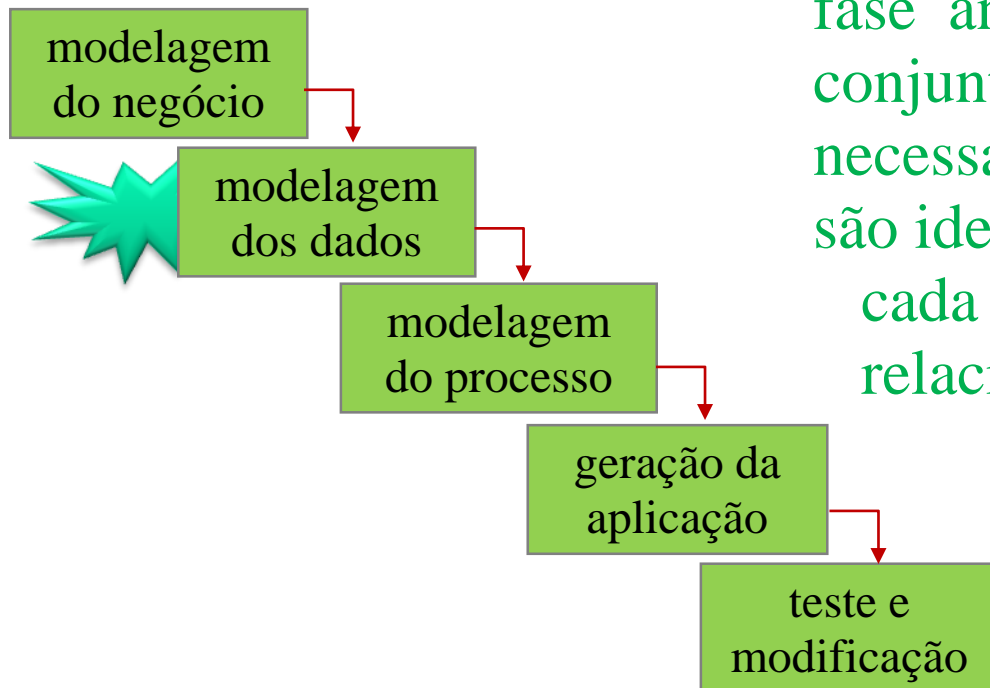 modelagem
do negócio
modelagem
dos dados
modelagem
do processo
geração da
aplicação
teste e
modificação
fase
são
cada